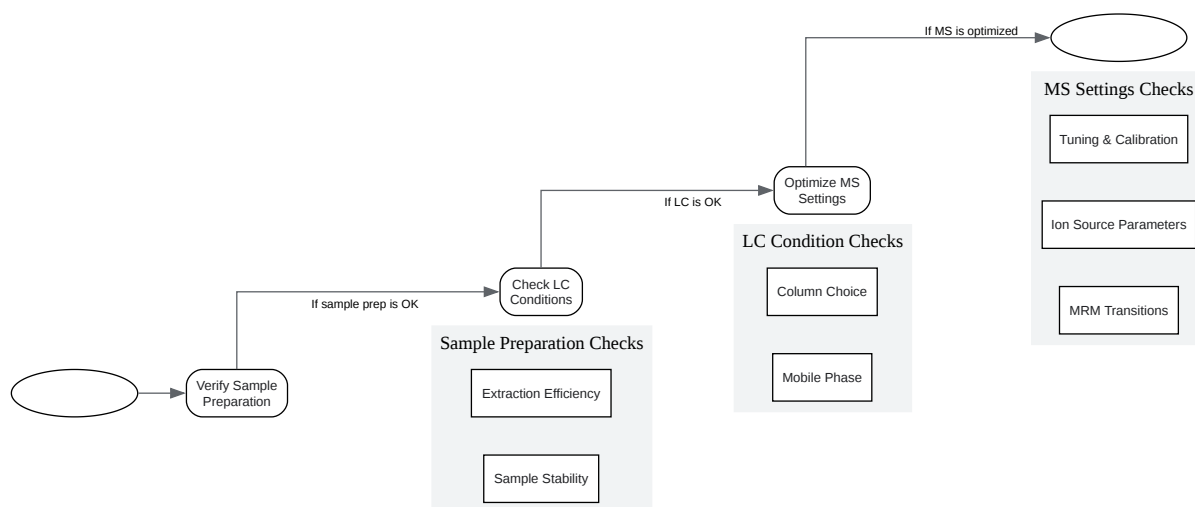 If MS is optimized
MS Settings Checks
Tuning & Calibration
Ion Source Parameters
MRM Transitions
Optimize MS
Settings
If LC is OK
LC Condition Checks
Column Choice
Mobile Phase
Check LC
Conditions
If sample prep is OK
Sample Preparation Checks
Extraction Efficiency
Sample Stability
Verify Sample
Preparation